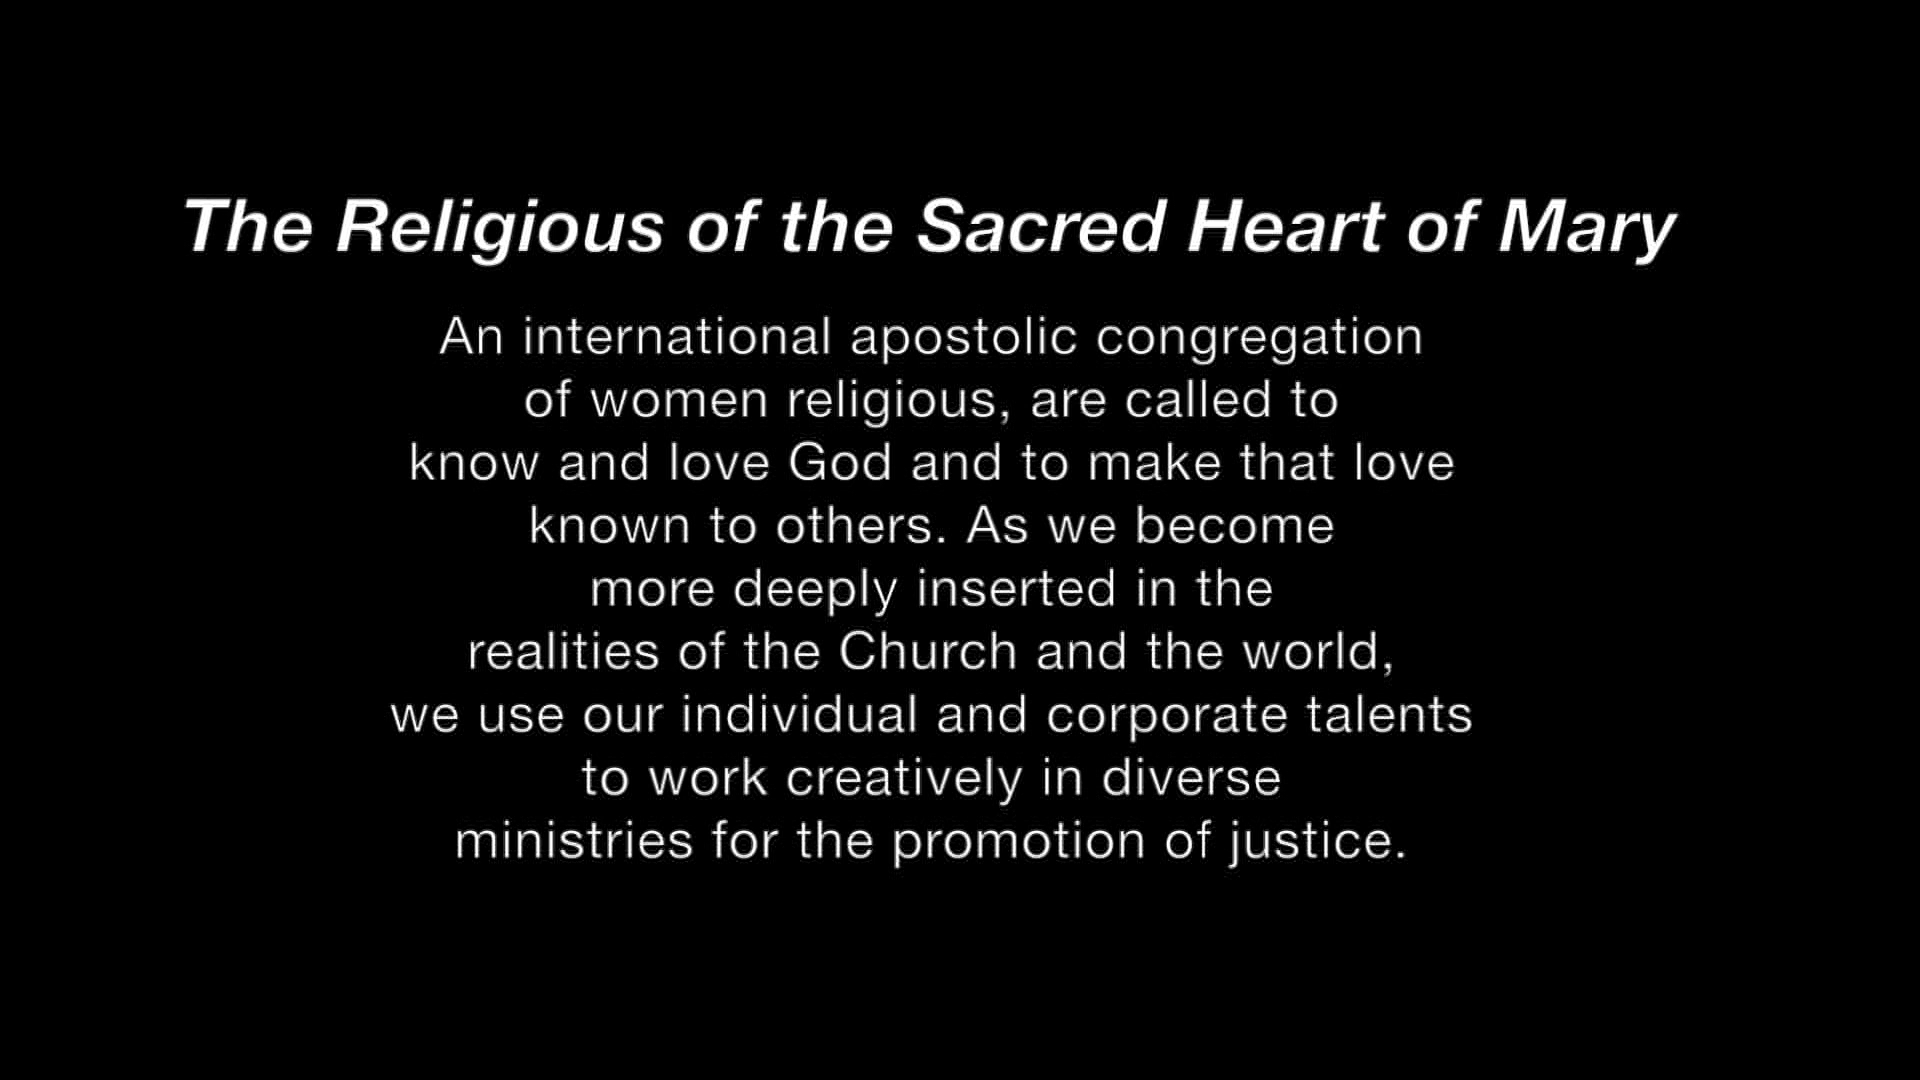 The Religious of the Sacred Heart of Mary
An international apostolic congregation
of women religious, are called to
know and love God and to make that love
known to others. As we become
more deeply inserted in the
realities of the Church and the world,
we use our individual and corporate talents
to work creatively in diverse
ministries for the promotion of justice.